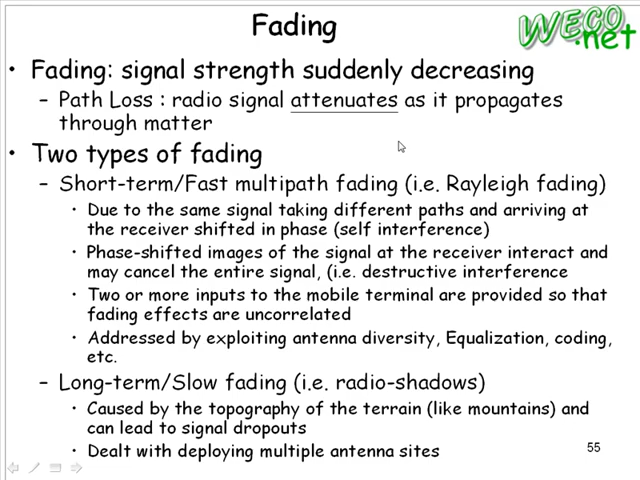 Fading
WECO
.net
• Fading: signal strength suddenly decreasing
– Path Loss : radio signal attenuates as it propagates
through matter
• Two types of fading
– Short-term/Fast multipath fading (i.e. Rayleigh fading)
• Due to the same signal taking different paths and arriving at
the receiver shifted in phase (self interference)
• Phase-shifted images of the signal at the receiver interact and
may cancel the entire signal, (i.e. destructive interference
• Two or more inputs to the mobile terminal are provided so that
fading effects are uncorrelated
• Addressed by exploiting antenna diversity, Equalization, coding,
etc.
– Long-term/Slow fading (i.e. radio-shadows)
• Caused by the topography of the terrain (like mountains) and
can lead to signal dropouts
• Dealt with deploying multiple antenna sites
55